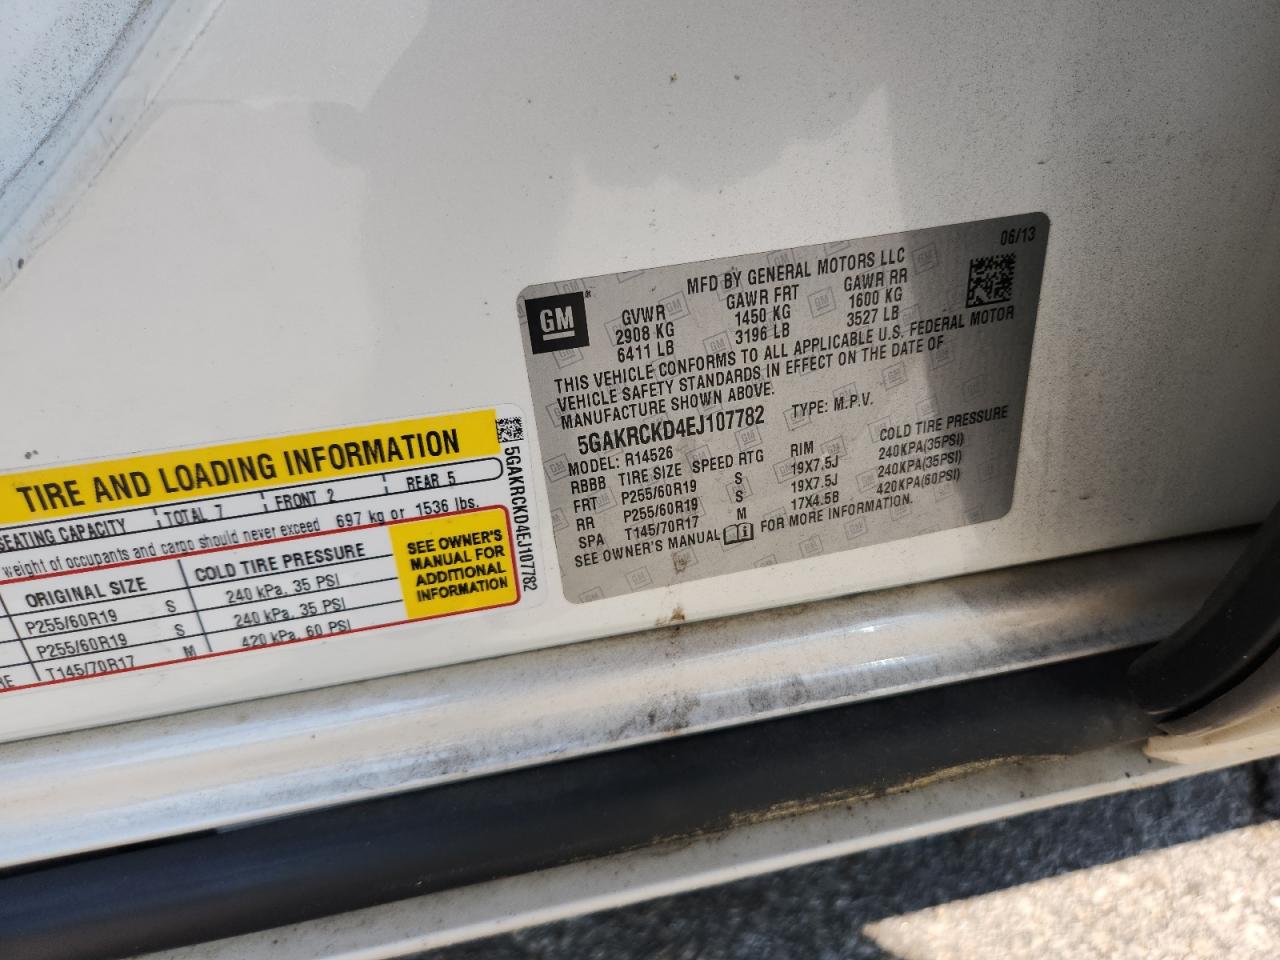 06/13
MFD BY GENERAL MOTORS LLC
GM
GVWR GAWR FRT GAWR RR
2908 KG 1450 KG 1600 KG
6411 LB 3196 LB 3527 LB
THIS VEHICLE CONFORMS TO ALL APPLICABLE U.S. FEDERAL MOTOR
VEHICLE SAFETY STANDARDS IN EFFECT ON THE DATE OF
MANUFACTURE SHOWN ABOVE.
5GAKRCKD4EJ107782 TYPE: M.P.V.
MODEL: R14526
RBBB TIRE SIZE SPEED RTG RIM COLD TIRE PRESSURE
FRT P255/60R19 S 19X7.5J 240KPA(35PSI)
RR P255/60R19 S 19X7.5J 240KPA(35PSI)
SPA T145/70R17 M 17X4.5B 420KPA(60PSI)
SEE OWNER'S MANUAL FOR MORE INFORMATION.
TIRE AND LOADING INFORMATION
SEATING CAPACITY TOTAL 7 FRONT 2 REAR 5
weight of occupants and cargo should never exceed 697 kg or 1536 lbs.
ORIGINAL SIZE COLD TIRE PRESSURE
P255/60R19 S 240 kPa, 35 PSI
P255/60R19 S 240 kPa, 35 PSI
T145/70R17 M 420 kPa, 60 PSI
SEE OWNER'S
MANUAL FOR
ADDITIONAL
INFORMATION
5GAKRCKD4EJ107782